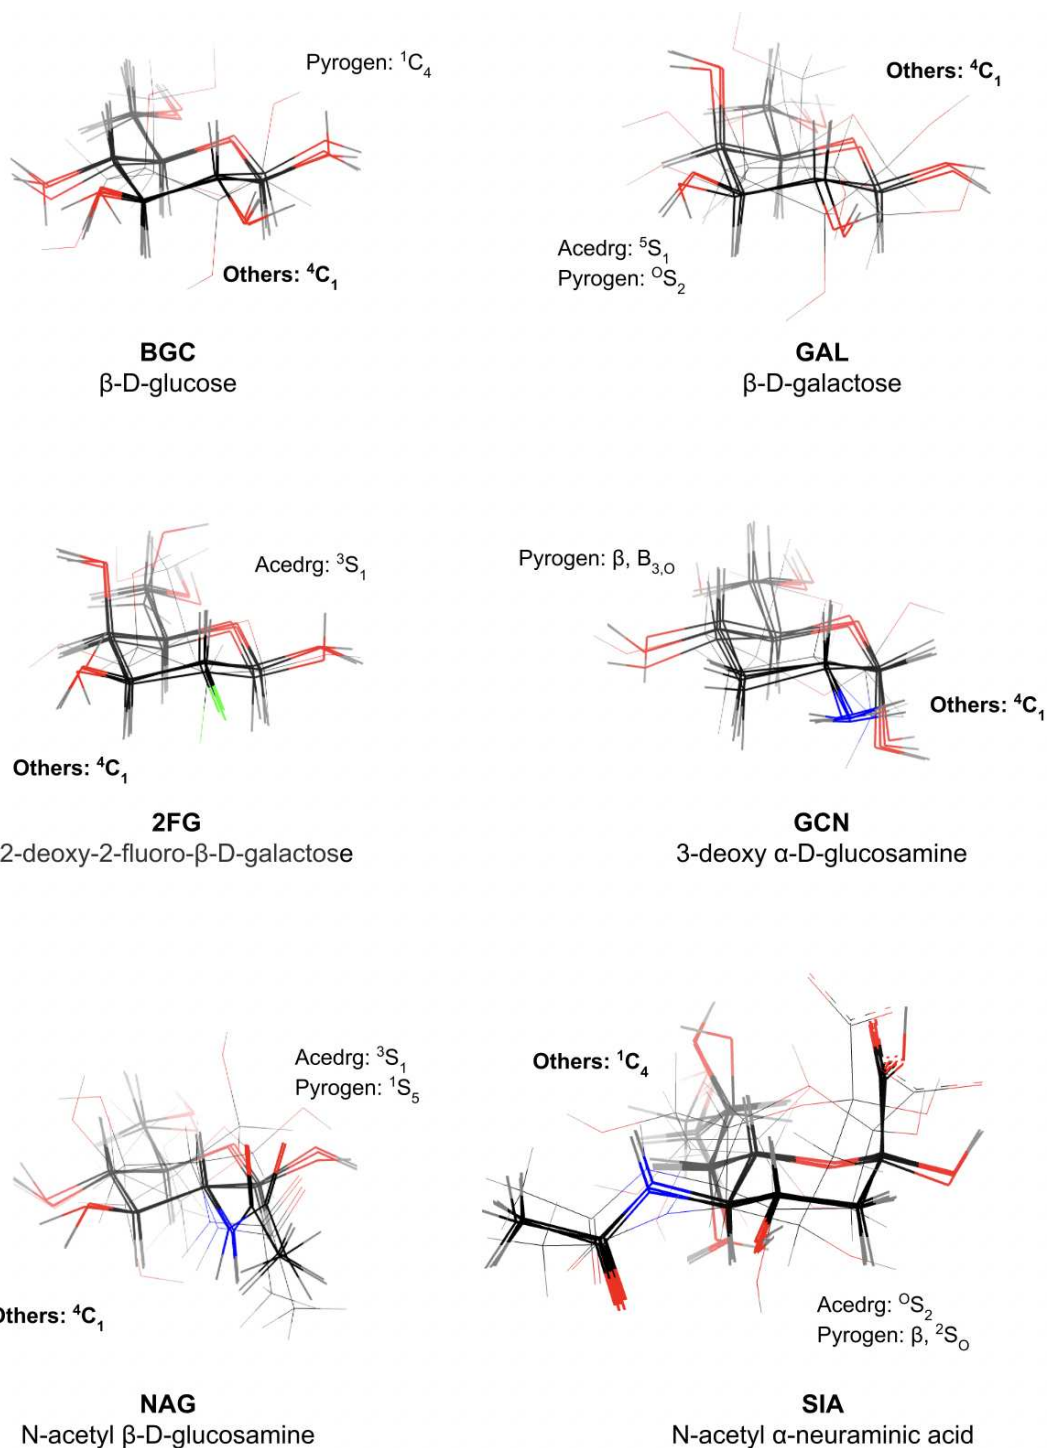 Pyrogen: ¹C₄
Others: ⁴C₁
BGC
β-D-glucose
Others: ⁴C₁
Acedrg: ⁵S₁
Pyrogen: ᴼS₂
GAL
β-D-galactose
Acedrg: ³S₁
Others: ⁴C₁
2FG
2-deoxy-2-fluoro-β-D-galactose
Pyrogen: β, B₃,O
Others: ⁴C₁
GCN
3-deoxy α-D-glucosamine
Acedrg: ³S₁
Pyrogen: ¹S₅
Others: ⁴C₁
NAG
N-acetyl β-D-glucosamine
Others: ¹C₄
Acedrg: ᴼS₂
Pyrogen: β, ²S_O
SIA
N-acetyl α-neuraminic acid